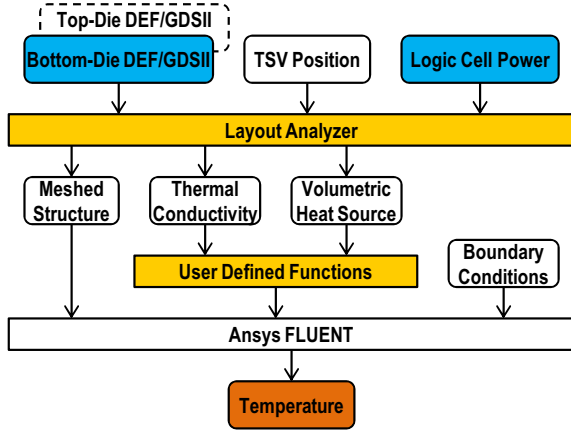 Top-Die DEF/GDSII
Bottom-Die DEF/GDSII
TSV Position
Logic Cell Power
Layout Analyzer
Meshed
Structure
Thermal
Conductivity
Volumetric
Heat Source
User Defined Functions
Boundary
Conditions
Ansys FLUENT
Temperature